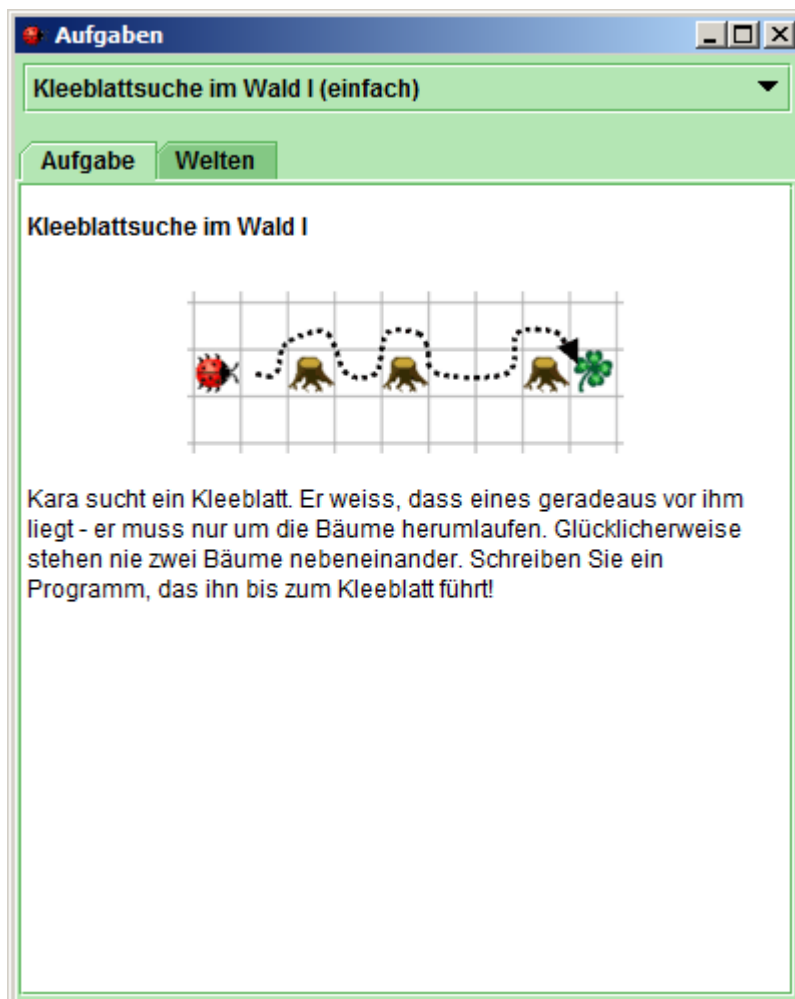 Aufgaben
Kleeblattsuche im Wald I (einfach)
Aufgabe Welten
Kleeblattsuche im Wald I
Kara sucht ein Kleeblatt. Er weiss, dass eines geradeaus vor ihm
liegt - er muss nur um die Bäume herumlaufen. Glücklicherweise
stehen nie zwei Bäume nebeneinander. Schreiben Sie ein
Programm, das ihn bis zum Kleeblatt führt!